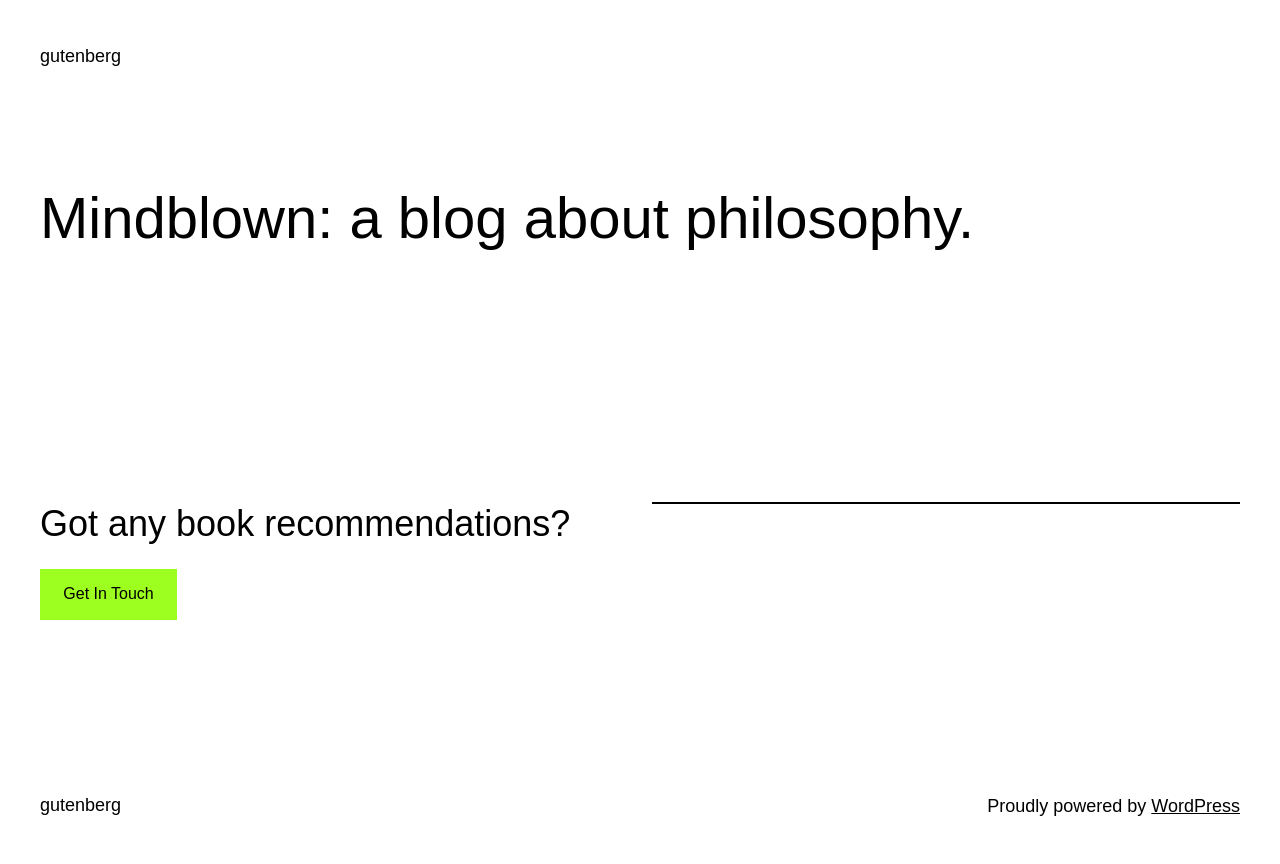 gutenberg
Mindblown: a blog about philosophy.
Got any book recommendations?
Get In Touch
gutenberg
Proudly powered by WordPress